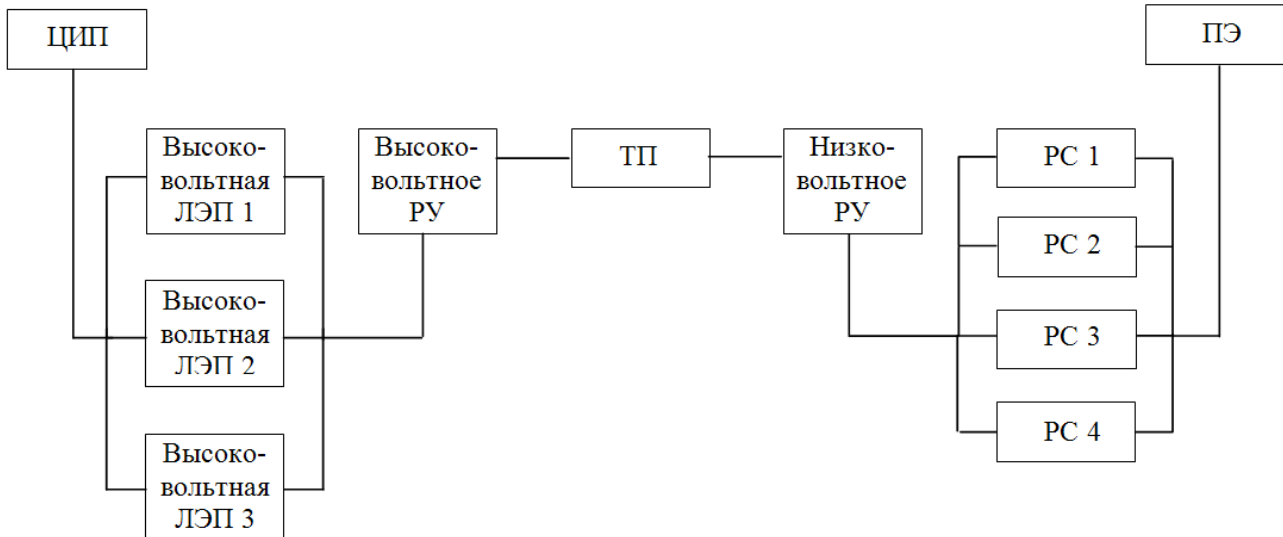 ЦИП
ПЭ
Высоко-
вольтная
ЛЭП 1
Высоко-
вольтное
РУ
ТП
Низко-
вольтное
РУ
РС 1
РС 2
Высоко-
вольтная
ЛЭП 2
РС 3
РС 4
Высоко-
вольтная
ЛЭП 3